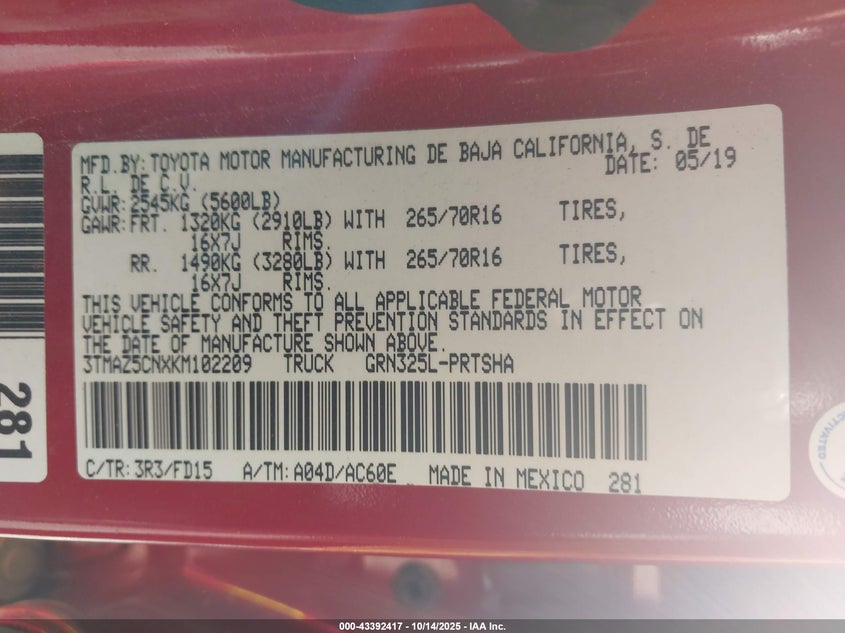 MFD.BY:TOYOTA MOTOR MANUFACTURING DE BAJA CALIFORNIA, S. DE
R.L. DE C.V. DATE: 05/19
GVWR:2545KG (5600LB)
GAWR:FRT. 1320KG (2910LB) WITH 265/70R16 TIRES,
16X7J RIMS.
RR. 1490KG (3280LB) WITH 265/70R16 TIRES,
16X7J RIMS.
THIS VEHICLE CONFORMS TO ALL APPLICABLE FEDERAL MOTOR
VEHICLE SAFETY AND THEFT PREVENTION STANDARDS IN EFFECT ON
THE DATE OF MANUFACTURE SHOWN ABOVE.
3TMAZ5CNXKM102209 TRUCK GRN325L-PRTSHA
C/TR:3R3/FD15 A/TM:A04D/AC60E MADE IN MEXICO 281
281
000-43392417 - 10/14/2025 - IAA Inc.